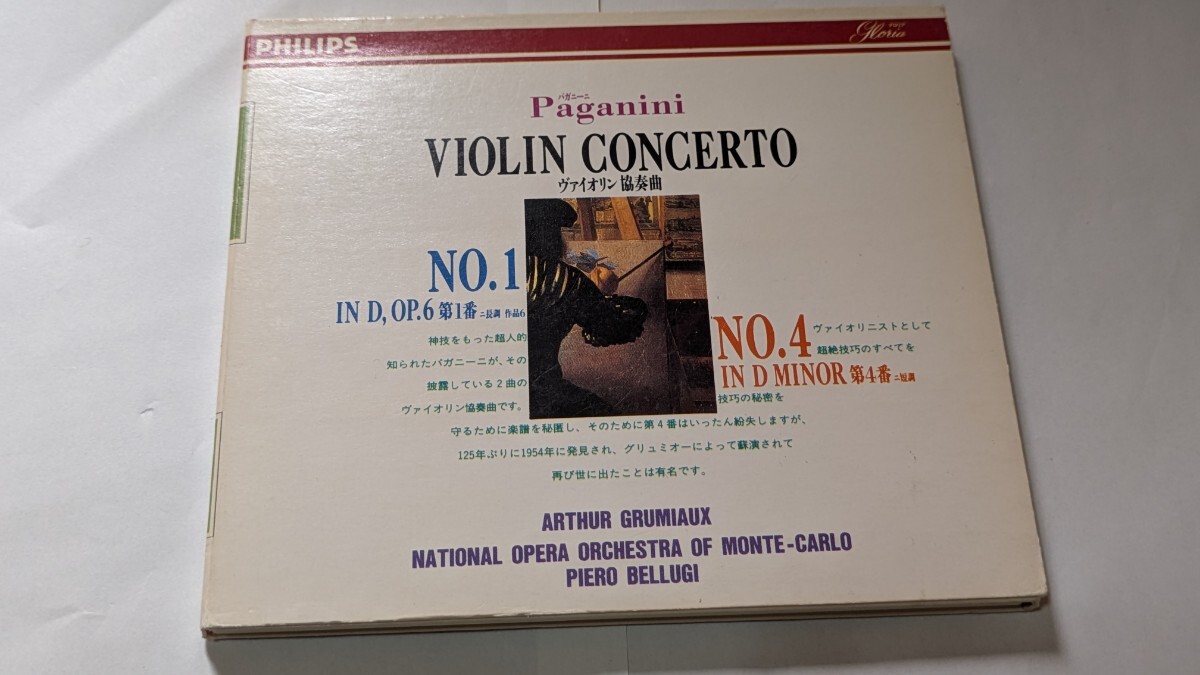 PHILIPS
Gloria
パガニーニ
Paganini
VIOLIN CONCERTO
ヴァイオリン協奏曲
NO.1
IN D, OP.6 第1番 ニ長調 作品6
神技をもった超人的
知られたパガニーニが、その
披露している2曲の
ヴァイオリン協奏曲です。
NO.4
ヴァイオリニストとして
超絶技巧のすべてを
IN D MINOR 第4番 ニ短調
技巧の秘密を
守るために楽譜を秘匿し、そのために第4番はいったん紛失しますが、
125年ぶりに1954年に発見され、グリュミオーによって蘇演されて
再び世に出たことは有名です。
ARTHUR GRUMIAUX
NATIONAL OPERA ORCHESTRA OF MONTE-CARLO
PIERO BELLUGI